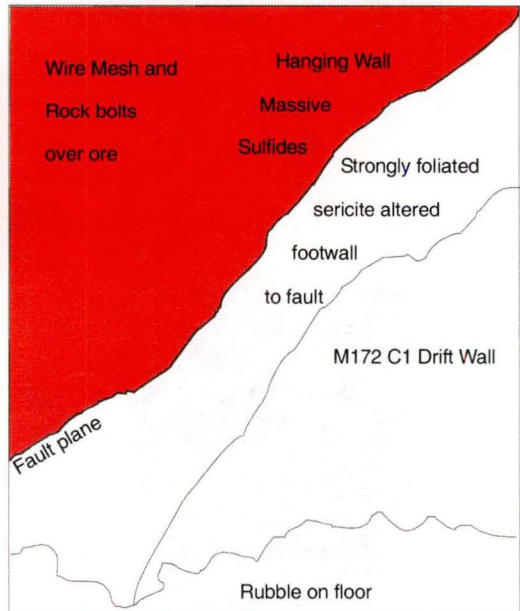 Wire Mesh and
Rock bolts
over ore
Hanging Wall
Massive
Sulfides
Strongly foliated
sericite altered
footwall
to fault
M172 C1 Drift Wall
Fault plane
Rubble on floor